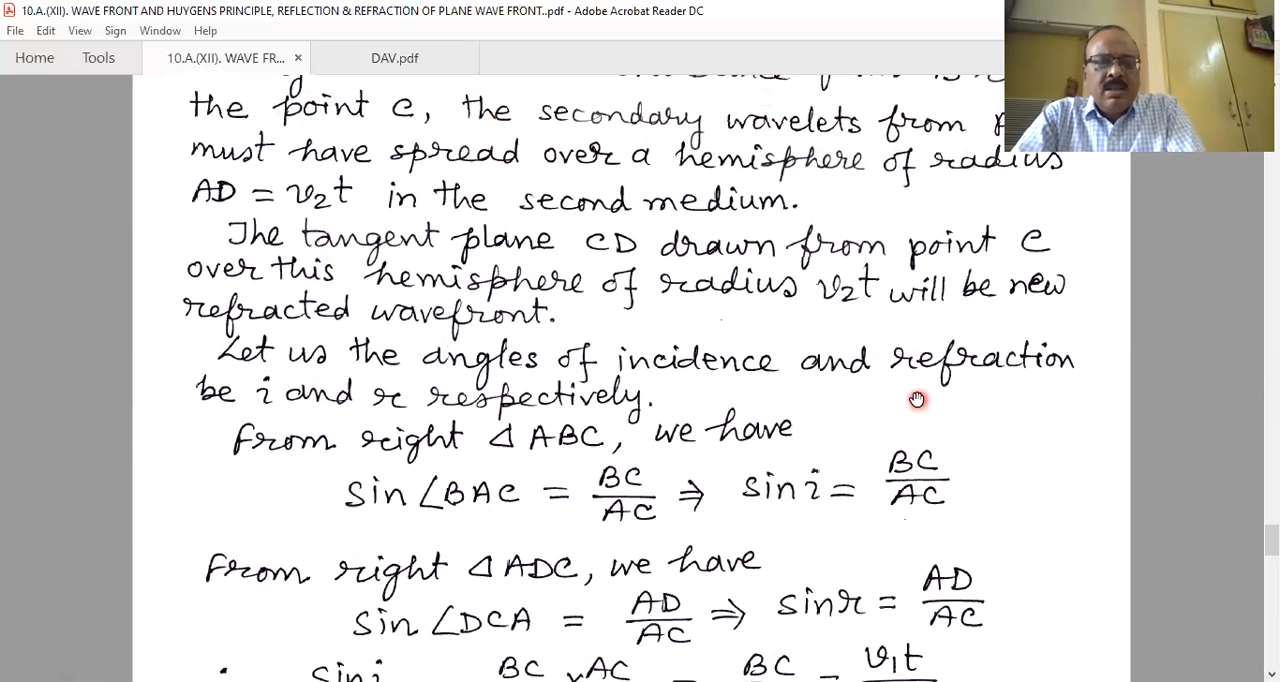 10.A.(XII). WAVE FRONT AND HUYGENS PRINCIPLE, REFLECTION & REFRACTION OF PLANE WAVE FRONT..pdf - Adobe Acrobat Reader DC
File Edit View Sign Window Help
Home Tools 10.A.(XII). WAVE FR... × DAV.pdf
the point C, the secondary wavelets from
must have spread over a hemisphere of radius
AD = v₂t in the second medium.
The tangent plane CD drawn from point C
over this hemisphere of radius v₂t will be new
refracted wavefront.
Let us the angles of incidence and refraction
be i and r respectively.
From right △ ABC, we have
sin ∠BAC = BC/AC ⇒ sin i = BC/AC
From right △ ADC, we have
sin ∠DCA = AD/AC ⇒ sin r = AD/AC
sin i BC × AC = BC = v₁t